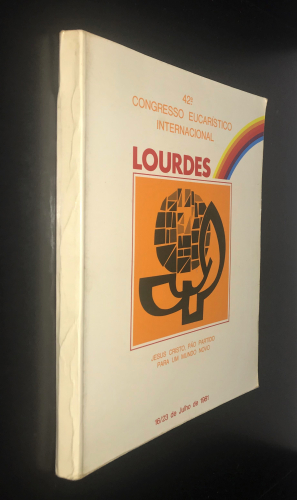 42º
CONGRESSO EUCARÍSTICO
INTERNACIONAL
LOURDES
JESUS CRISTO, PÃO PARTIDO
PARA UM MUNDO NOVO
16/23 de Julho de 1981